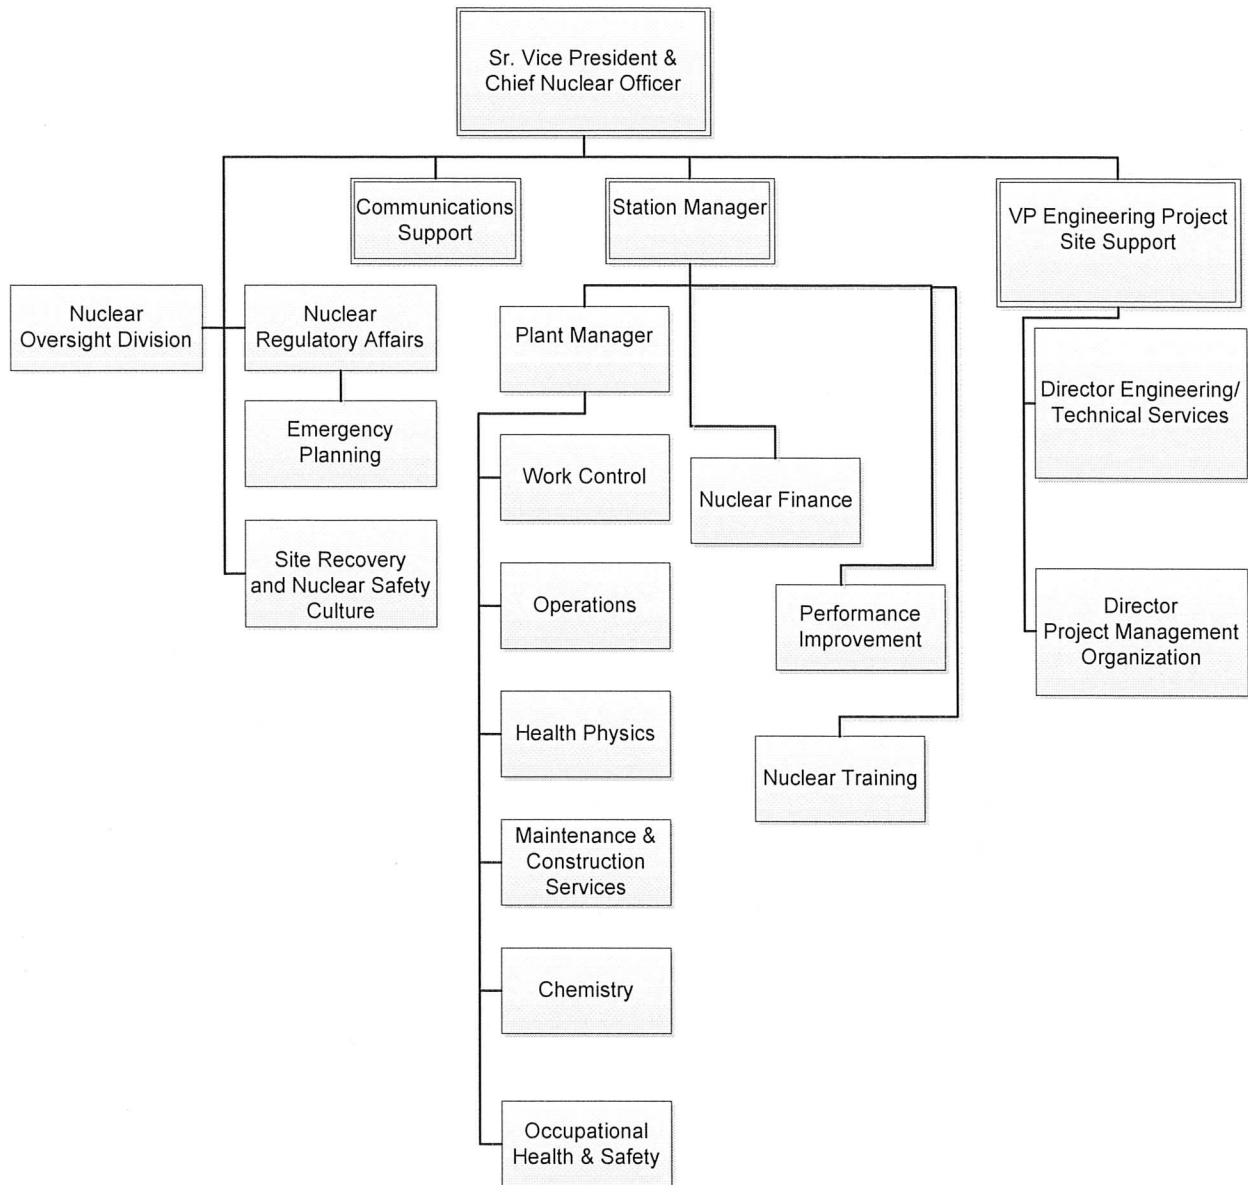 Sr. Vice President &
Chief Nuclear Officer
Communications
Support
Station Manager
VP Engineering Project
Site Support
Nuclear
Oversight Division
Nuclear
Regulatory Affairs
Plant Manager
Director Engineering/
Technical Services
Emergency
Planning
Work Control
Nuclear Finance
Site Recovery
and Nuclear Safety
Culture
Operations
Performance
Improvement
Director
Project Management
Organization
Health Physics
Nuclear Training
Maintenance &
Construction
Services
Chemistry
Occupational
Health & Safety